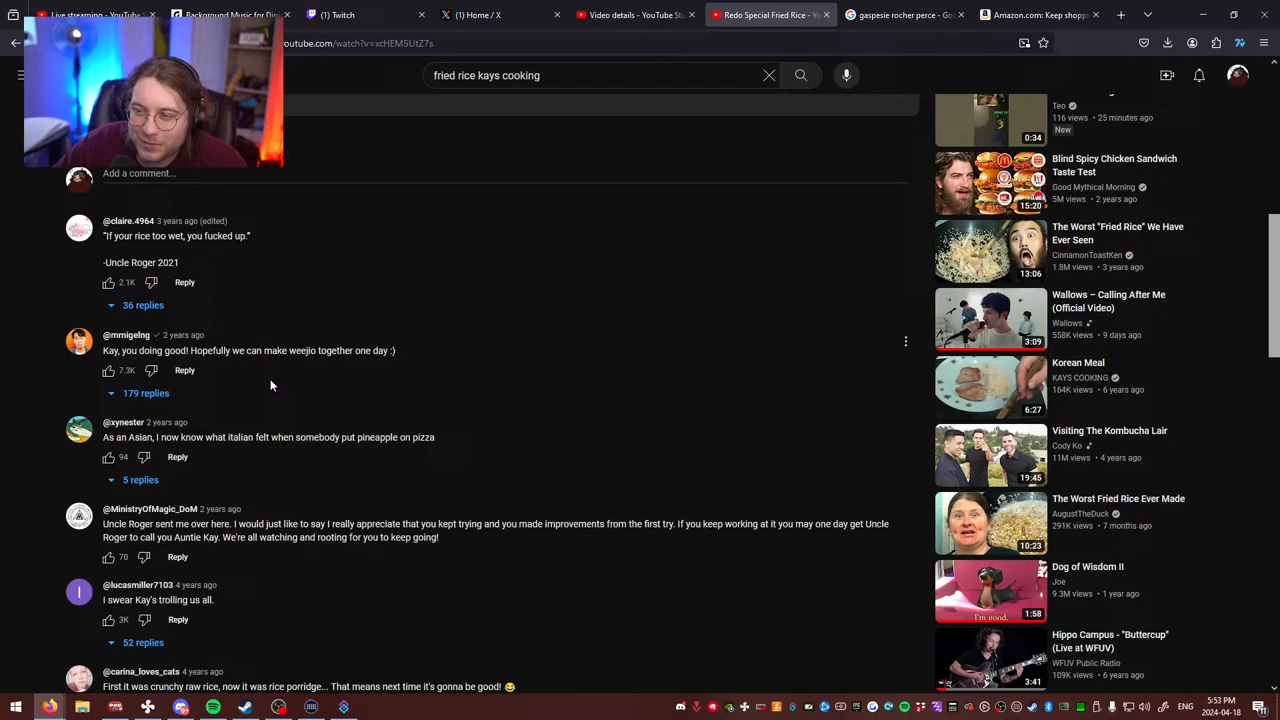 Video details - YouTube Stu
Redo Special Fried Rice - Yo
(1) Twitch
(1) Home / X
Amazon.com: Keep shoppi
youtube.com/watch?v=xcHEM5UtZ7s
fried rice kays cooking
Teo
116 views • 25 minutes ago
New
0:34
Add a comment...
@claire.4964 3 years ago (edited)
“If your rice too wet, you fucked up.”
-Uncle Roger 2021
2.1K
Reply
36 replies
@mrnigelng 2 years ago
Kay, you doing good! Hopefully we can make weejio together one day :)
7.3K
Reply
179 replies
@xynester 2 years ago
As an Asian, I now know what italian felt when somebody put pineapple on pizza
94
Reply
5 replies
@MinistryOfMagic_DoM 2 years ago
Uncle Roger sent me over here. I would just like to say I really appreciate that you kept trying and you made improvements from the first try. If you keep working at it you may one day get Uncle
Roger to call you Auntie Kay. We're all watching and rooting for you to keep going!
70
Reply
@lucasmiller7103 4 years ago
I swear Kay's trolling us all.
3K
Reply
52 replies
@carina_loves_cats 4 years ago
First it was crunchy raw rice, now it was rice porridge... That means next time it's gonna be good! 😂
Blind Spicy Chicken Sandwich
Taste Test
Good Mythical Morning
5M views • 2 years ago
15:20
The Worst "Fried Rice" We Have
Ever Seen
CinnamonToastKen
1.8M views • 3 years ago
13:06
Wallows – Calling After Me
(Official Video)
Wallows
558K views • 9 days ago
3:09
Korean Meal
KAYS COOKING
164K views • 6 years ago
6:27
Visiting The Kombucha Lair
Cody Ko
11M views • 4 years ago
19:45
The Worst Fried Rice Ever Made
AugustTheDuck
291K views • 7 months ago
10:23
Dog of Wisdom II
Joe
9.3M views • 1 year ago
I'm good.
1:58
Hippo Campus - "Buttercup"
(Live at WFUV)
WFUV Public Radio
109K views • 6 years ago
3:41
ENG
5:53 PM
2024-04-18